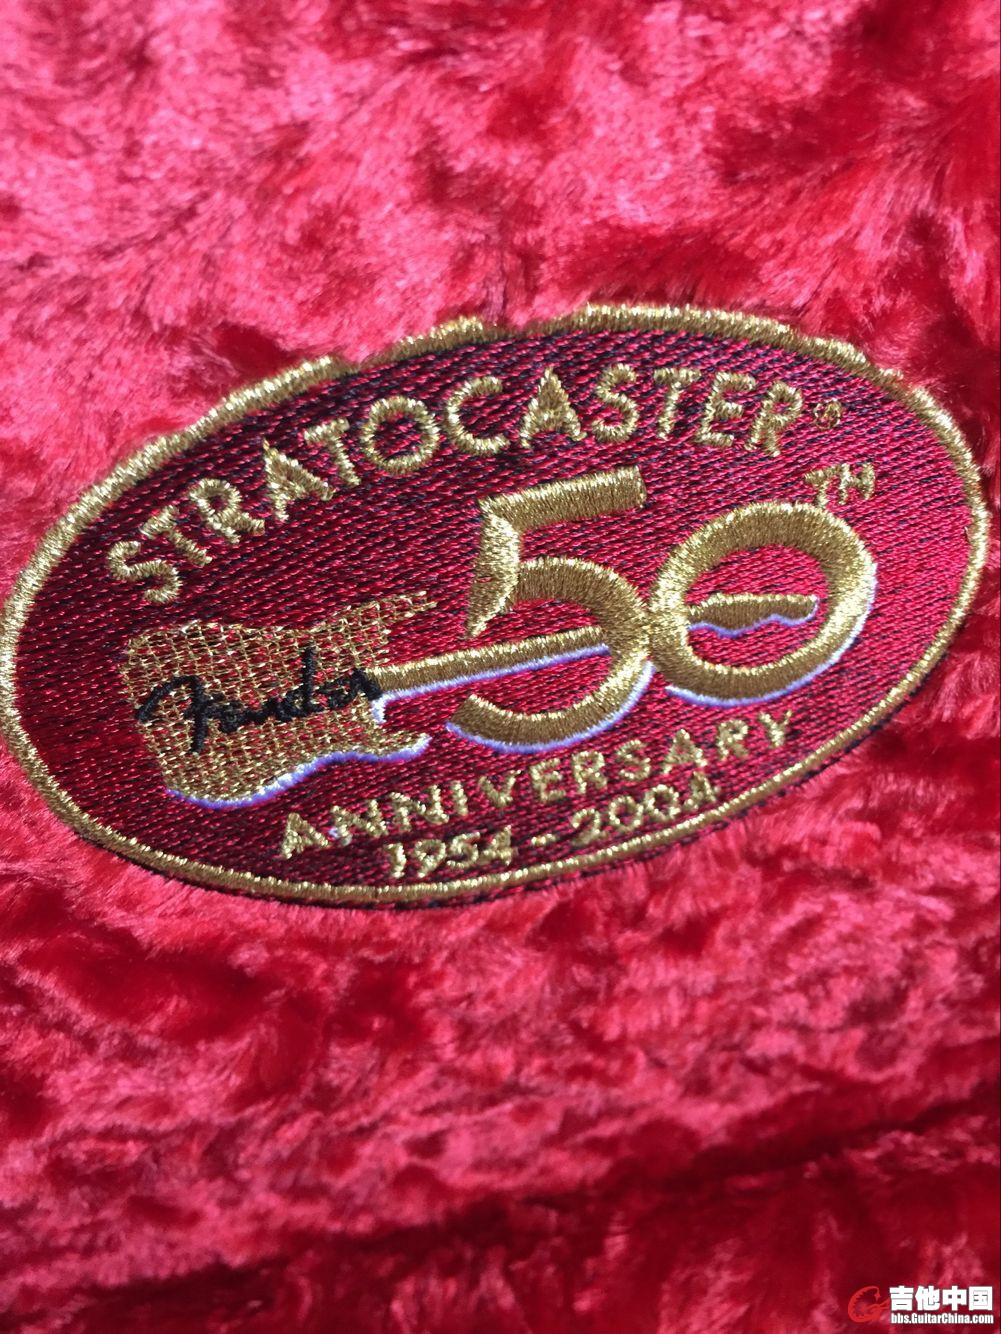 STRATOCASTER®
50TH
Fender
ANNIVERSARY
1954-2004
吉他中国
bbs.GuitarChina.com